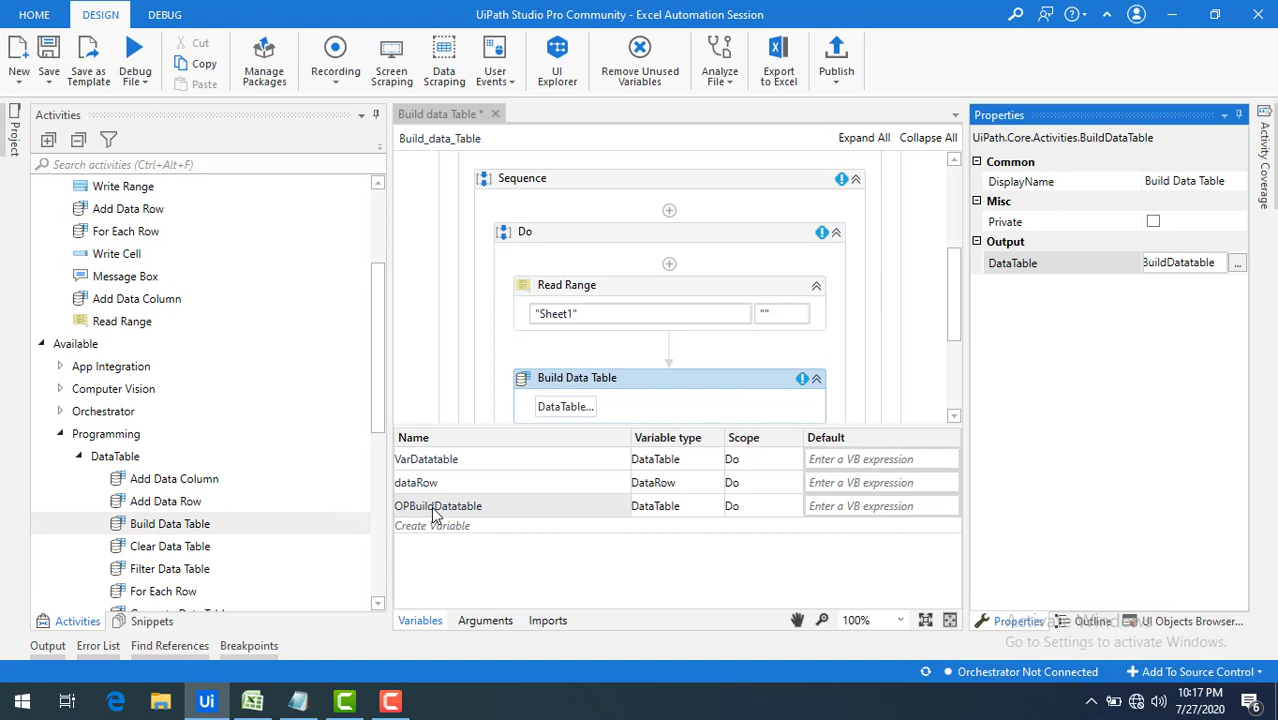 HOME DESIGN DEBUG UiPath Studio Pro Community - Excel Automation Session
New Save Save as Template Debug File Cut Copy Paste Manage Packages Recording Screen Scraping Data Scraping User Events UI Explorer Remove Unused Variables Analyze File Export to Excel Publish
Project
Activities
Search activities (Ctrl+Alt+F)
Write Range
Add Data Row
For Each Row
Write Cell
Message Box
Add Data Column
Read Range
Available
App Integration
Computer Vision
Orchestrator
Programming
DataTable
Add Data Column
Add Data Row
Build Data Table
Clear Data Table
Filter Data Table
For Each Row
Activities Snippets
Build data Table *
Build_data_Table Expand All Collapse All
Sequence
Do
Read Range
"Sheet1" ""
Build Data Table
DataTable...
Name Variable type Scope Default
VarDatatable DataTable Do Enter a VB expression
dataRow DataRow Do Enter a VB expression
OPBuildDatatable DataTable Do Enter a VB expression
Create Variable
Variables Arguments Imports 100%
Properties
UiPath.Core.Activities.BuildDataTable
Common
DisplayName Build Data Table
Misc
Private
Output
DataTable BuildDatatable ...
Activity Coverage
Activate Windows
Go to Settings to activate Windows.
Properties Outline UI Objects Browser...
Output Error List Find References Breakpoints
Orchestrator Not Connected Add To Source Control
Ui
10:17 PM
7/27/2020
6